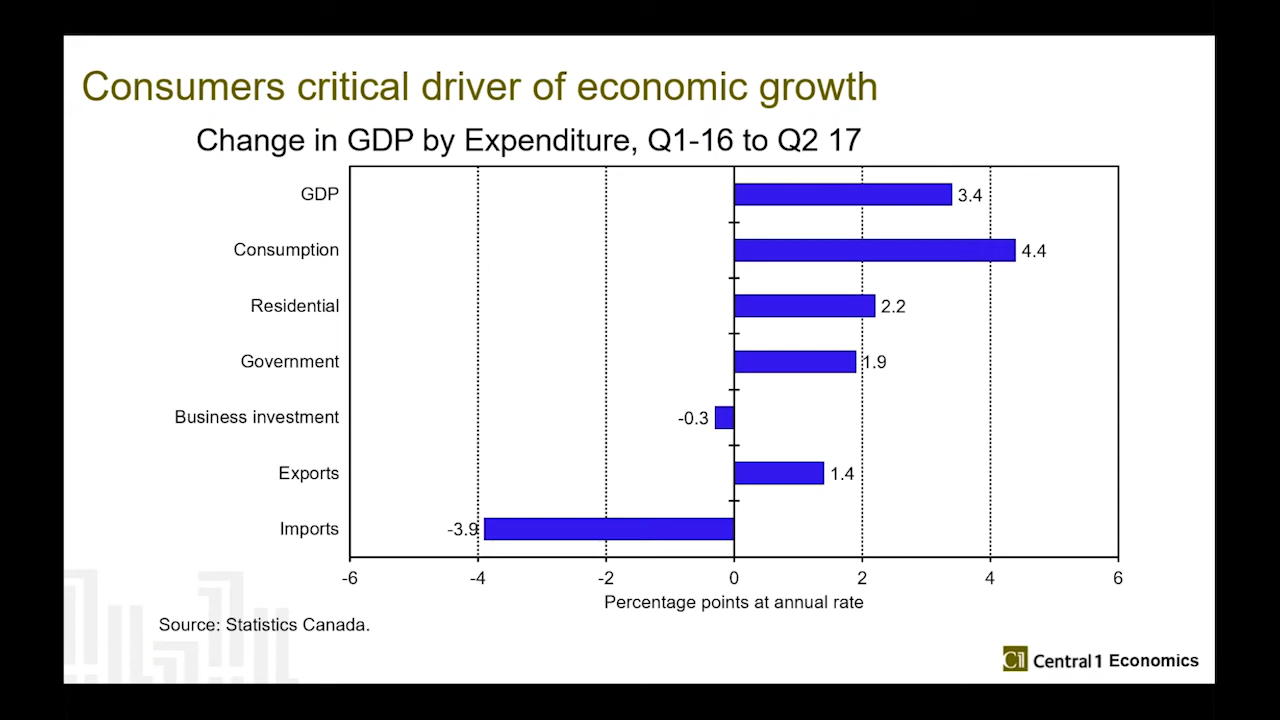 Consumers critical driver of economic growth
Change in GDP by Expenditure, Q1-16 to Q2 17
GDP
3.4
Consumption
4.4
Residential
2.2
Government
1.9
Business investment
-0.3
Exports
1.4
Imports
-3.9
-6 -4 -2 0 2 4 6
Percentage points at annual rate
Source: Statistics Canada.
C1 Central 1 Economics